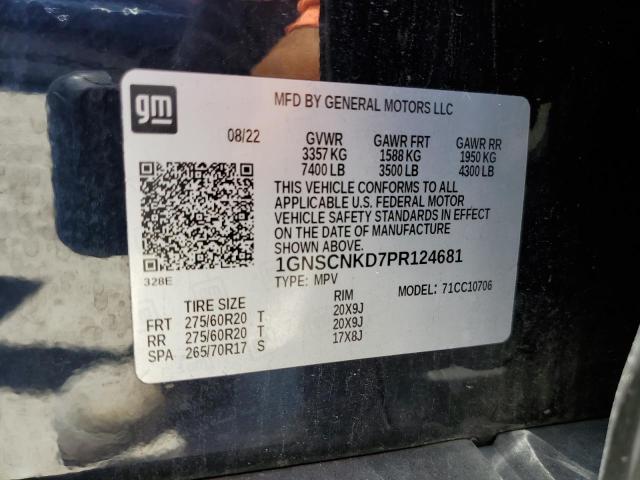 gm
MFD BY GENERAL MOTORS LLC
08/22 GVWR GAWR FRT GAWR RR
3357 KG 1588 KG 1950 KG
7400 LB 3500 LB 4300 LB
THIS VEHICLE CONFORMS TO ALL
APPLICABLE U.S. FEDERAL MOTOR
VEHICLE SAFETY STANDARDS IN EFFECT
ON THE DATE OF MANUFACTURE
SHOWN ABOVE.
328E
1GNSCNKD7PR124681
TYPE: MPV MODEL: 71CC10706
TIRE SIZE RIM
FRT 275/60R20 T 20X9J
RR 275/60R20 T 20X9J
SPA 265/70R17 S 17X8J